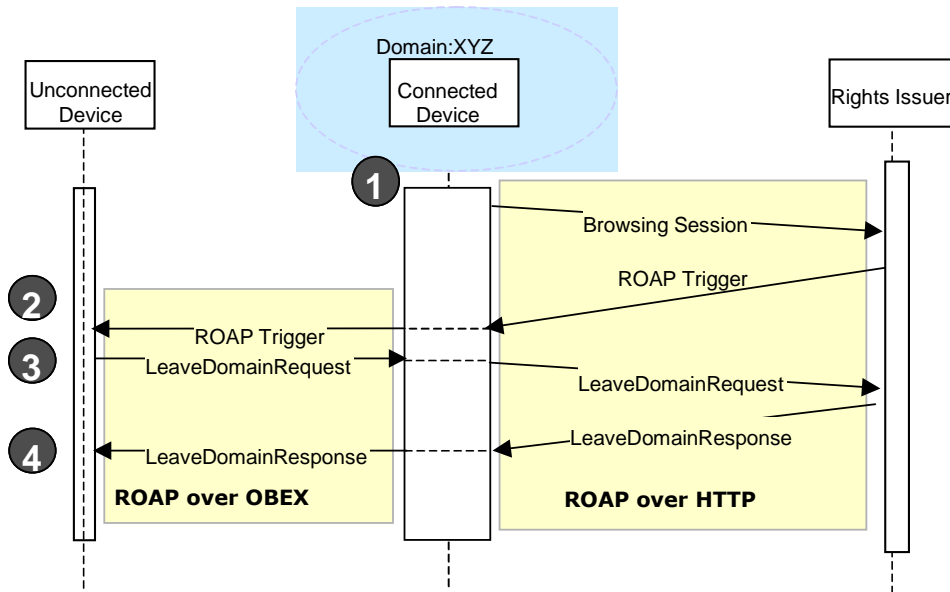 Domain:XYZ
Unconnected
Device
Connected
Device
Rights Issuer
1
Browsing Session
ROAP Trigger
2
ROAP Trigger
3
LeaveDomainRequest
LeaveDomainRequest
LeaveDomainResponse
4
LeaveDomainResponse
ROAP over OBEX
ROAP over HTTP